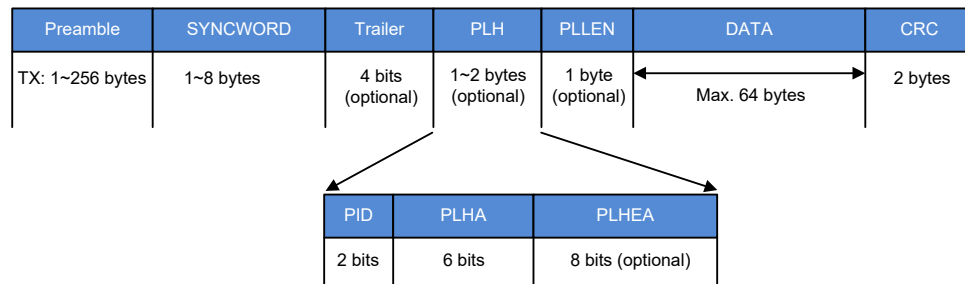 Preamble SYNCWORD Trailer PLH PLLEN DATA CRC
TX: 1~256 bytes 1~8 bytes 4 bits 1~2 bytes 1 byte 2 bytes
(optional) (optional) (optional) Max. 64 bytes
PID PLHA PLHEA
2 bits 6 bits 8 bits (optional)